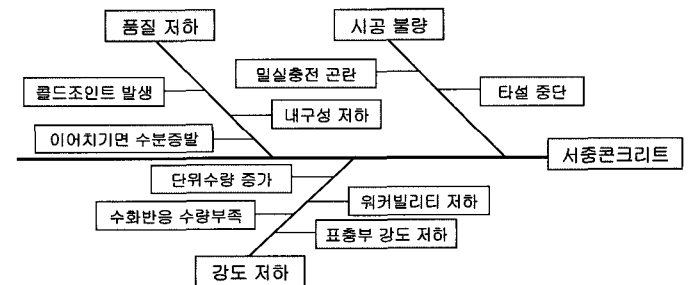 품질 저하
시공 불량
밀실충전 곤란
콜드조인트 발생
타설 중단
내구성 저하
이어치기면 수분증발
서중콘크리트
단위수량 증가
워커빌리티 저하
수화반응 수량부족
표층부 강도 저하
강도 저하